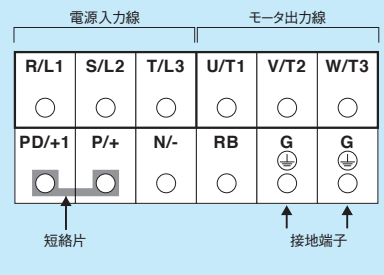 電源入力線 モータ出力線
R/L1 S/L2 T/L3 U/T1 V/T2 W/T3
PD/+1 P/+ N/- RB G G
短絡片 接地端子